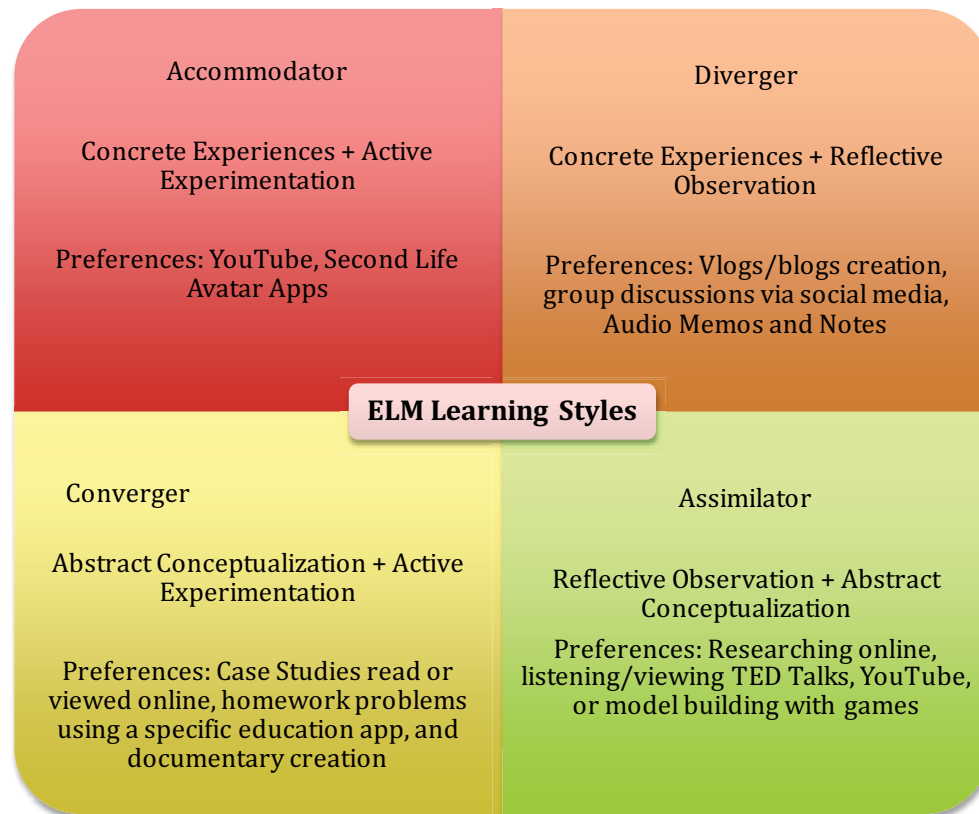 Accommodator
Concrete Experiences + Active
Experimentation
Preferences: YouTube, Second Life
Avatar Apps
Diverger
Concrete Experiences + Reflective
Observation
Preferences: Vlogs/blogs creation,
group discussions via social media,
Audio Memos and Notes
ELM Learning Styles
Converger
Abstract Conceptualization + Active
Experimentation
Preferences: Case Studies read or
viewed online, homework problems
using a specific education app, and
documentary creation
Assimilator
Reflective Observation + Abstract
Conceptualization
Preferences: Researching online,
listening/viewing TED Talks, YouTube,
or model building with games